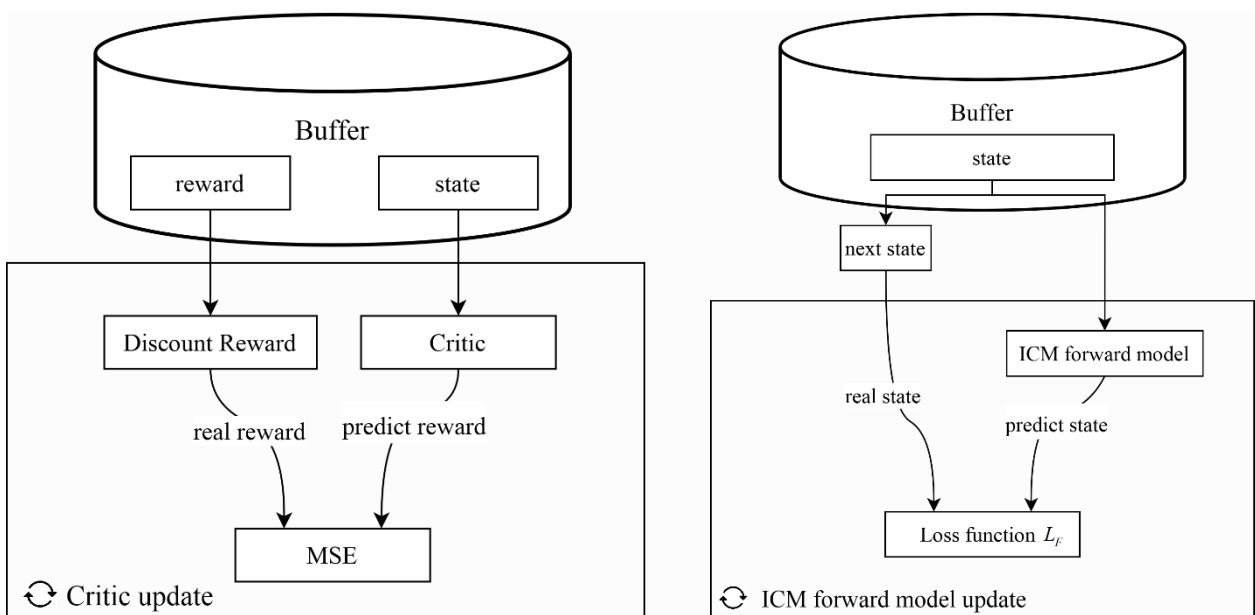 Buffer
reward
state
Discount Reward
Critic
real reward
predict reward
MSE
Critic update
Buffer
state
next state
ICM forward model
real state
predict state
Loss function L_F
ICM forward model update